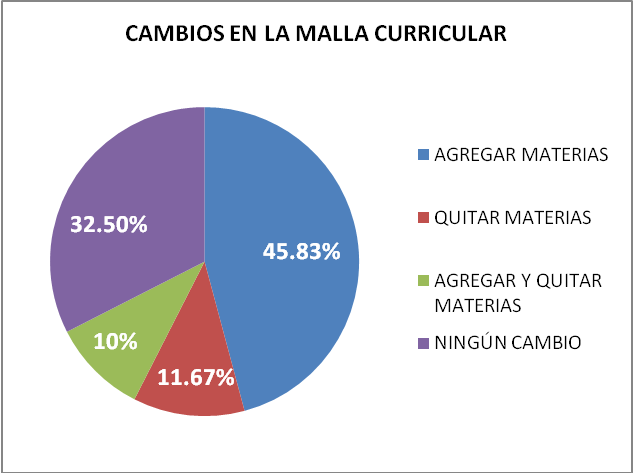 CAMBIOS EN LA MALLA CURRICULAR
32.50%
45.83%
10%
11.67%
AGREGAR MATERIAS
QUITAR MATERIAS
AGREGAR Y QUITAR
MATERIAS
NINGÚN CAMBIO